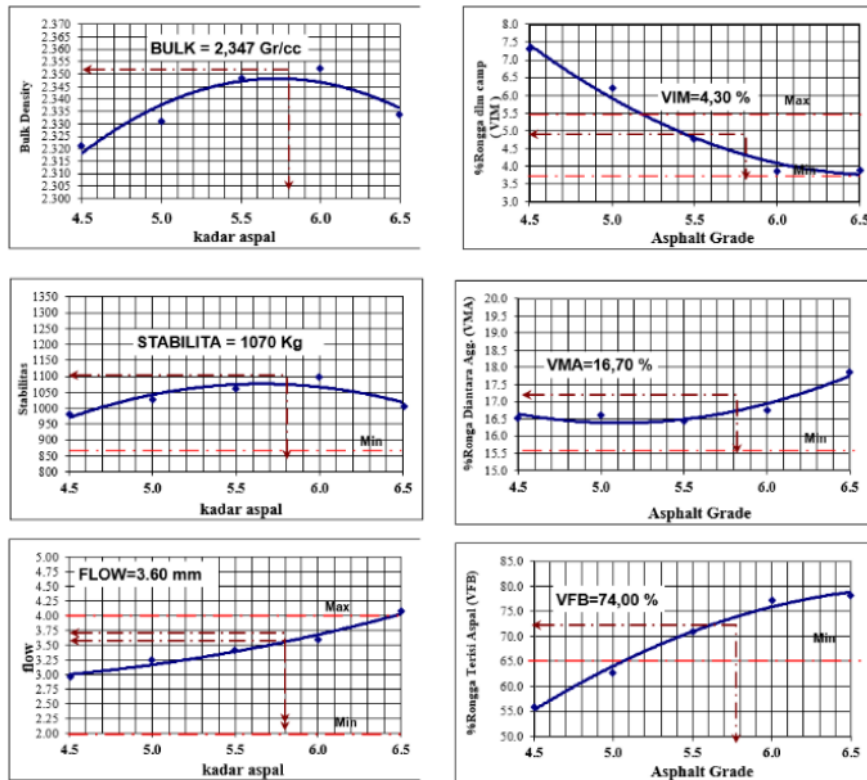 2.370
2.365
2.360
2.355
2.350
2.345
2.340
2.335
2.330
2.325
2.320
2.315
2.310
2.305
2.300
Bulk Density
BULK = 2,347 Gr/cc
4.5 5.0 5.5 6.0 6.5
kadar aspal
8.0
7.5
7.0
6.5
6.0
5.5
5.0
4.5
4.0
3.5
3.0
%Rongga dlm camp
( VIM )
VIM=4,30 %
Max
Min
4.5 5.0 5.5 6.0 6.5
Asphalt Grade
1350
1300
1250
1200
1150
1100
1050
1000
950
900
850
800
Stabilitas
STABILITA = 1070 Kg
Min
4.5 5.0 5.5 6.0 6.5
kadar aspal
20.0
19.5
19.0
18.5
18.0
17.5
17.0
16.5
16.0
15.5
15.0
%Ronga Diantara Agg. (VMA)
VMA=16,70 %
Min
4.5 5.0 5.5 6.0 6.5
Asphalt Grade
5.00
4.75
4.50
4.25
4.00
3.75
3.50
3.25
3.00
2.75
2.50
2.25
2.00
flow
FLOW=3.60 mm
Max
Min
4.5 5.0 5.5 6.0 6.5
kadar aspal
85.0
80.0
75.0
70.0
65.0
60.0
55.0
50.0
%Rongga Terisi Aspal (VFB)
VFB=74,00 %
Min
4.5 5.0 5.5 6.0 6.5
Asphalt Grade